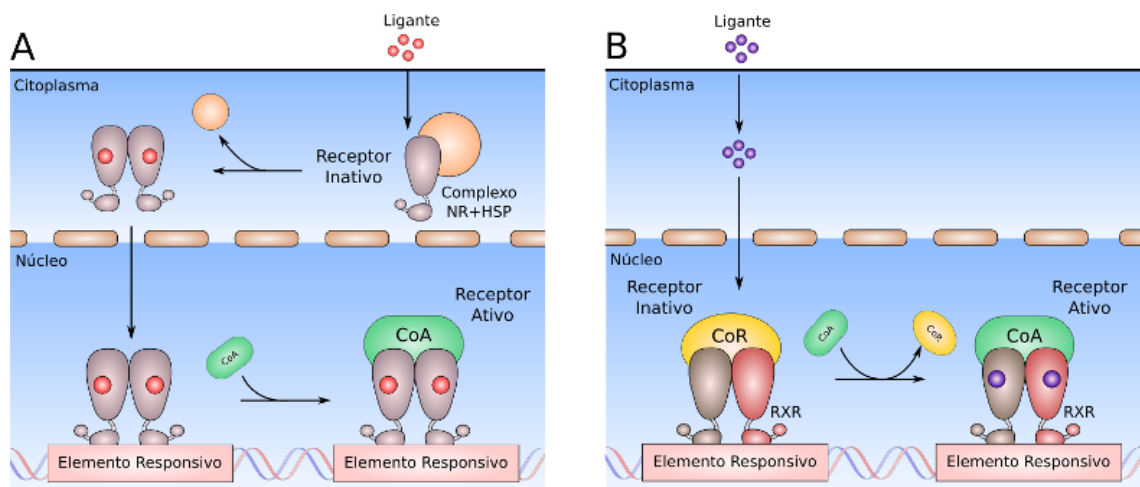 A
Ligante
Citoplasma
Receptor
Inativo
Complexo
NR+HSP
Núcleo
Receptor
Ativo
CoA
CoA
Elemento Responsivo
Elemento Responsivo
B
Ligante
Citoplasma
Núcleo
Receptor
Inativo
Receptor
Ativo
CoR
CoA
CoR
CoA
RXR
RXR
Elemento Responsivo
Elemento Responsivo